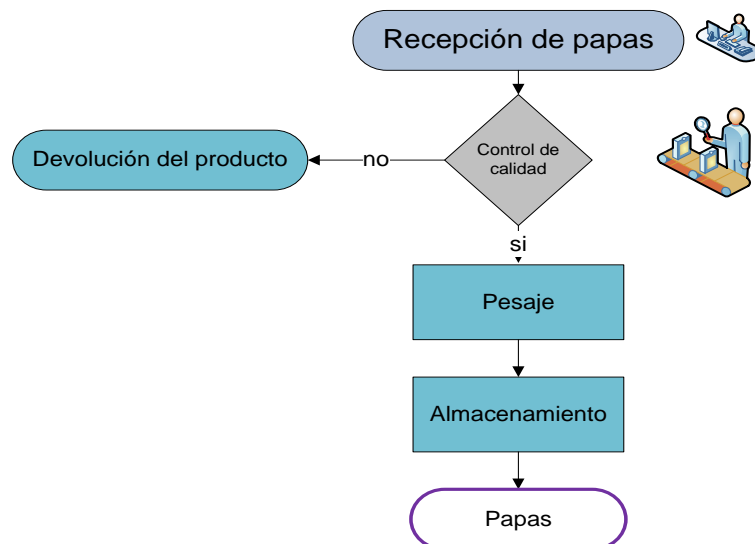 Recepción de papas
Control de
calidad
no
Devolución del producto
si
Pesaje
Almacenamiento
Papas